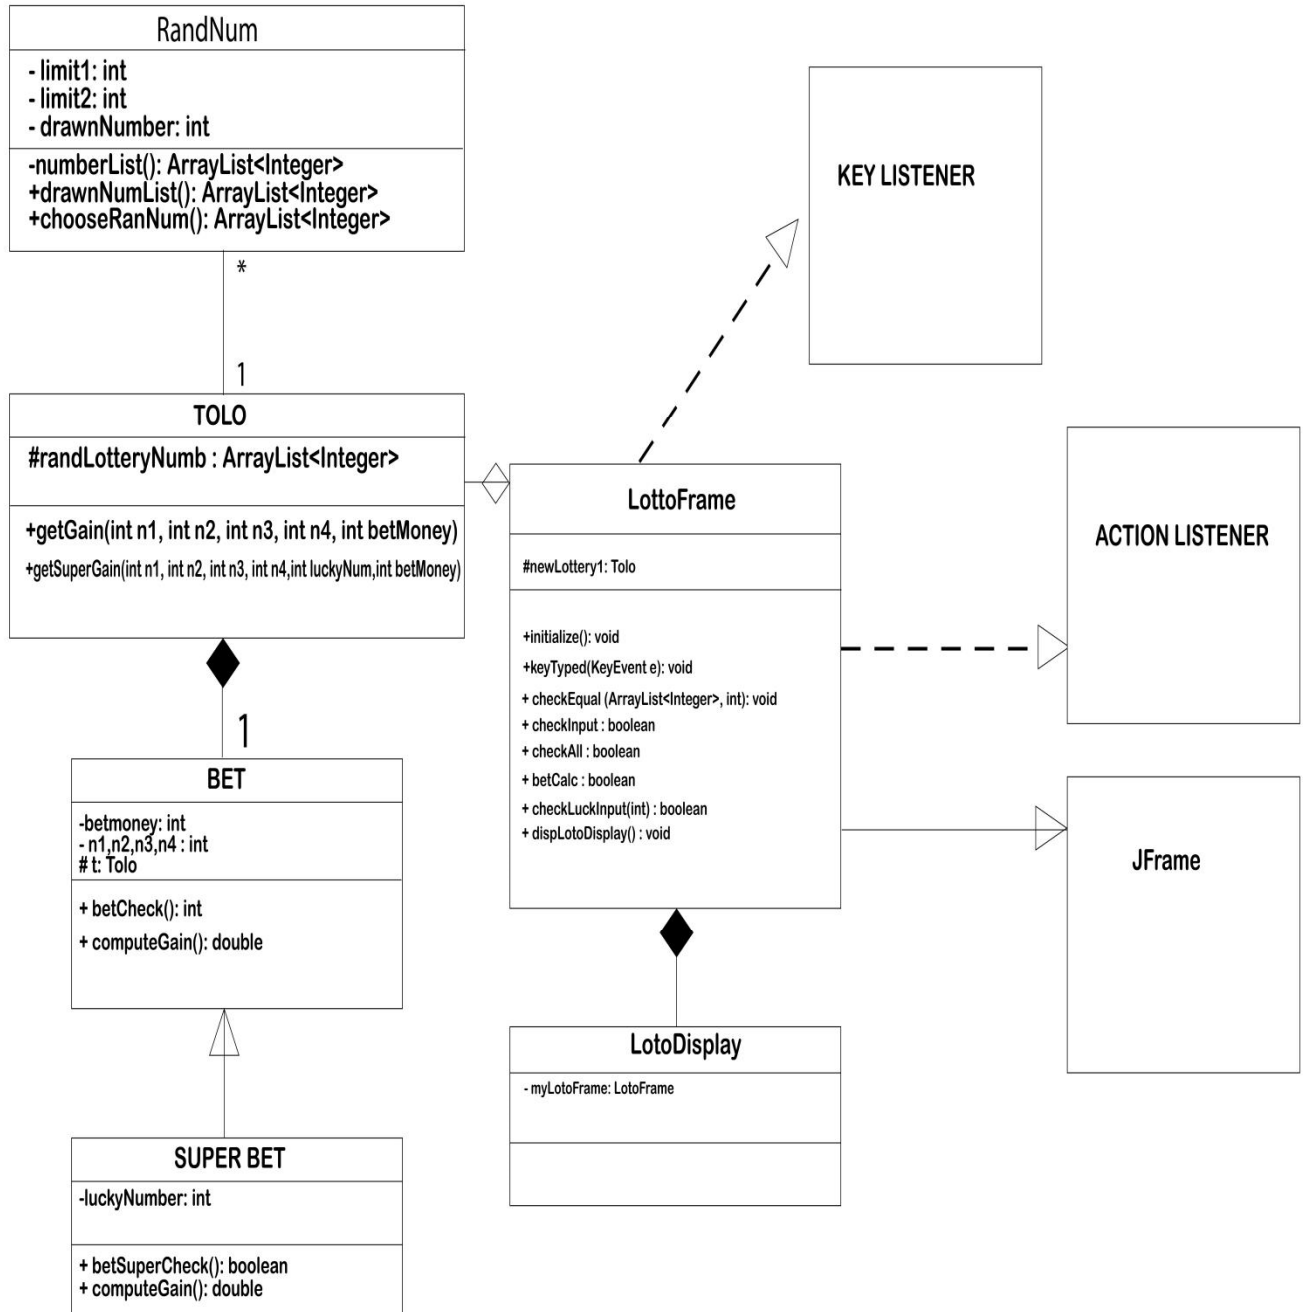 RandNum
- limit1: int
- limit2: int
- drawnNumber: int
-numberList(): ArrayList<Integer>
+drawnNumList(): ArrayList<Integer>
+chooseRanNum(): ArrayList<Integer>
*
1
TOLO
#randLotteryNumb : ArrayList<Integer>
+getGain(int n1, int n2, int n3, int n4, int betMoney)
+getSuperGain(int n1, int n2, int n3, int n4,int luckyNum,int betMoney)
1
BET
-betmoney: int
- n1,n2,n3,n4 : int
# t: Tolo
+ betCheck(): int
+ computeGain(): double
SUPER BET
-luckyNumber: int
+ betSuperCheck(): boolean
+ computeGain(): double
KEY LISTENER
LottoFrame
#newLottery1: Tolo
+initialize(): void
+keyTyped(KeyEvent e): void
+ checkEqual (ArrayList<Integer>, int): void
+ checkInput : boolean
+ checkAll : boolean
+ betCalc : boolean
+ checkLuckInput(int) : boolean
+ dispLotoDisplay() : void
ACTION LISTENER
JFrame
LotoDisplay
- myLotoFrame: LotoFrame